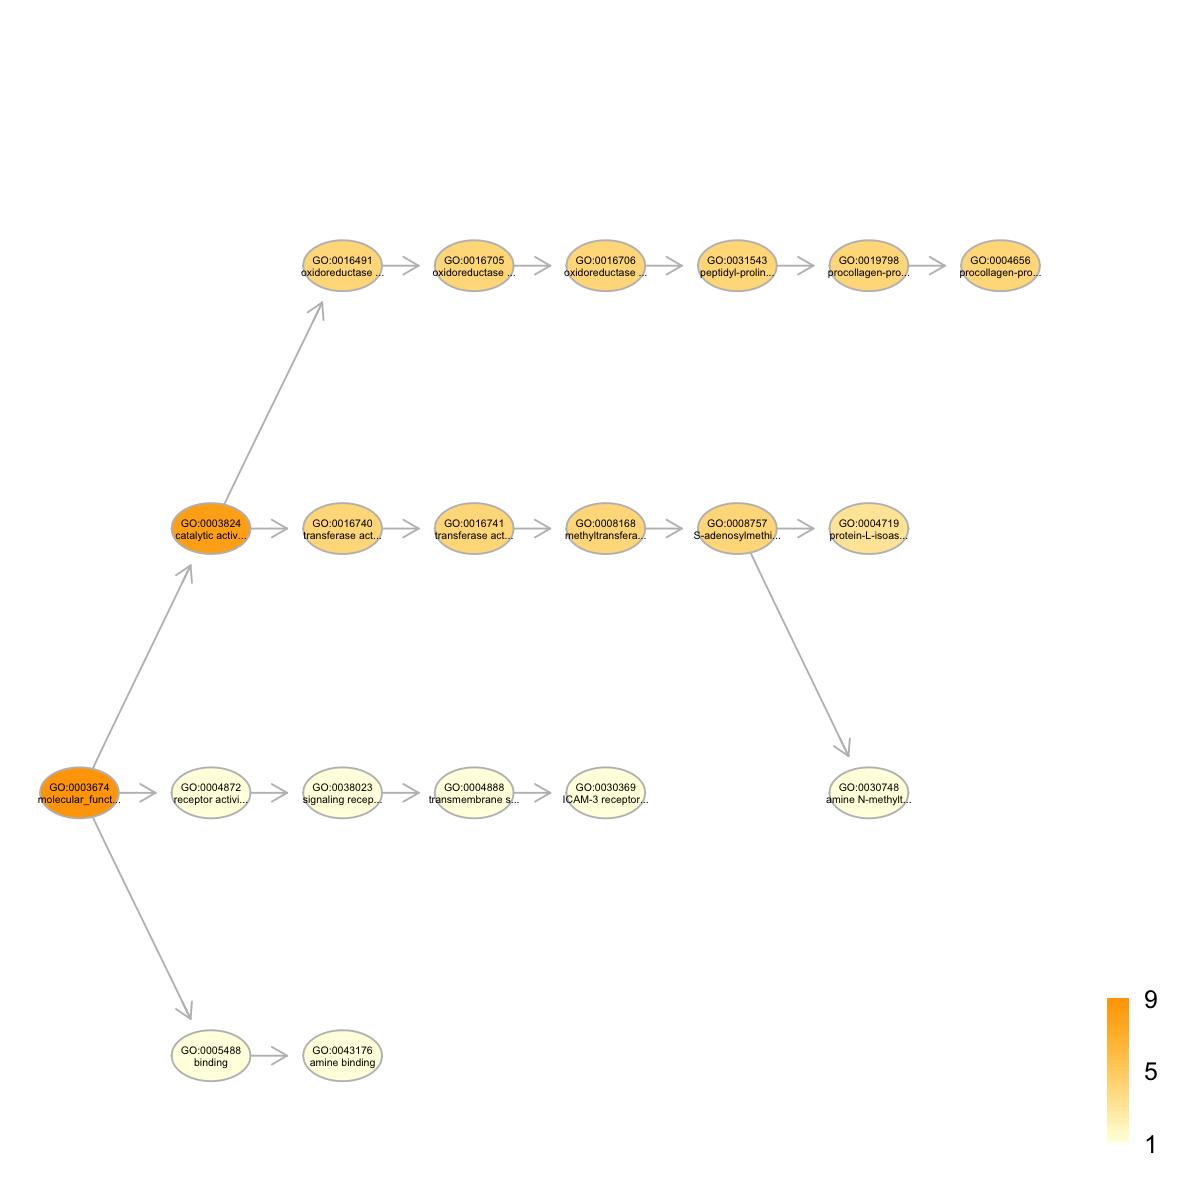 GO:0016491
oxidoreductase ...
GO:0016705
oxidoreductase ...
GO:0016706
oxidoreductase ...
GO:0031543
peptidyl-prolin...
GO:0019798
procollagen-pro...
GO:0004656
procollagen-pro...
GO:0003824
catalytic activ...
GO:0016740
transferase act...
GO:0016741
transferase act...
GO:0008168
methyltransfera...
GO:0008757
S-adenosylmethi...
GO:0004719
protein-L-isoas...
GO:0003674
molecular_funct...
GO:0004872
receptor activi...
GO:0038023
signaling recep...
GO:0004888
transmembrane s...
GO:0030369
ICAM-3 receptor...
GO:0030748
amine N-methylt...
GO:0005488
binding
GO:0043176
amine binding
9
5
1